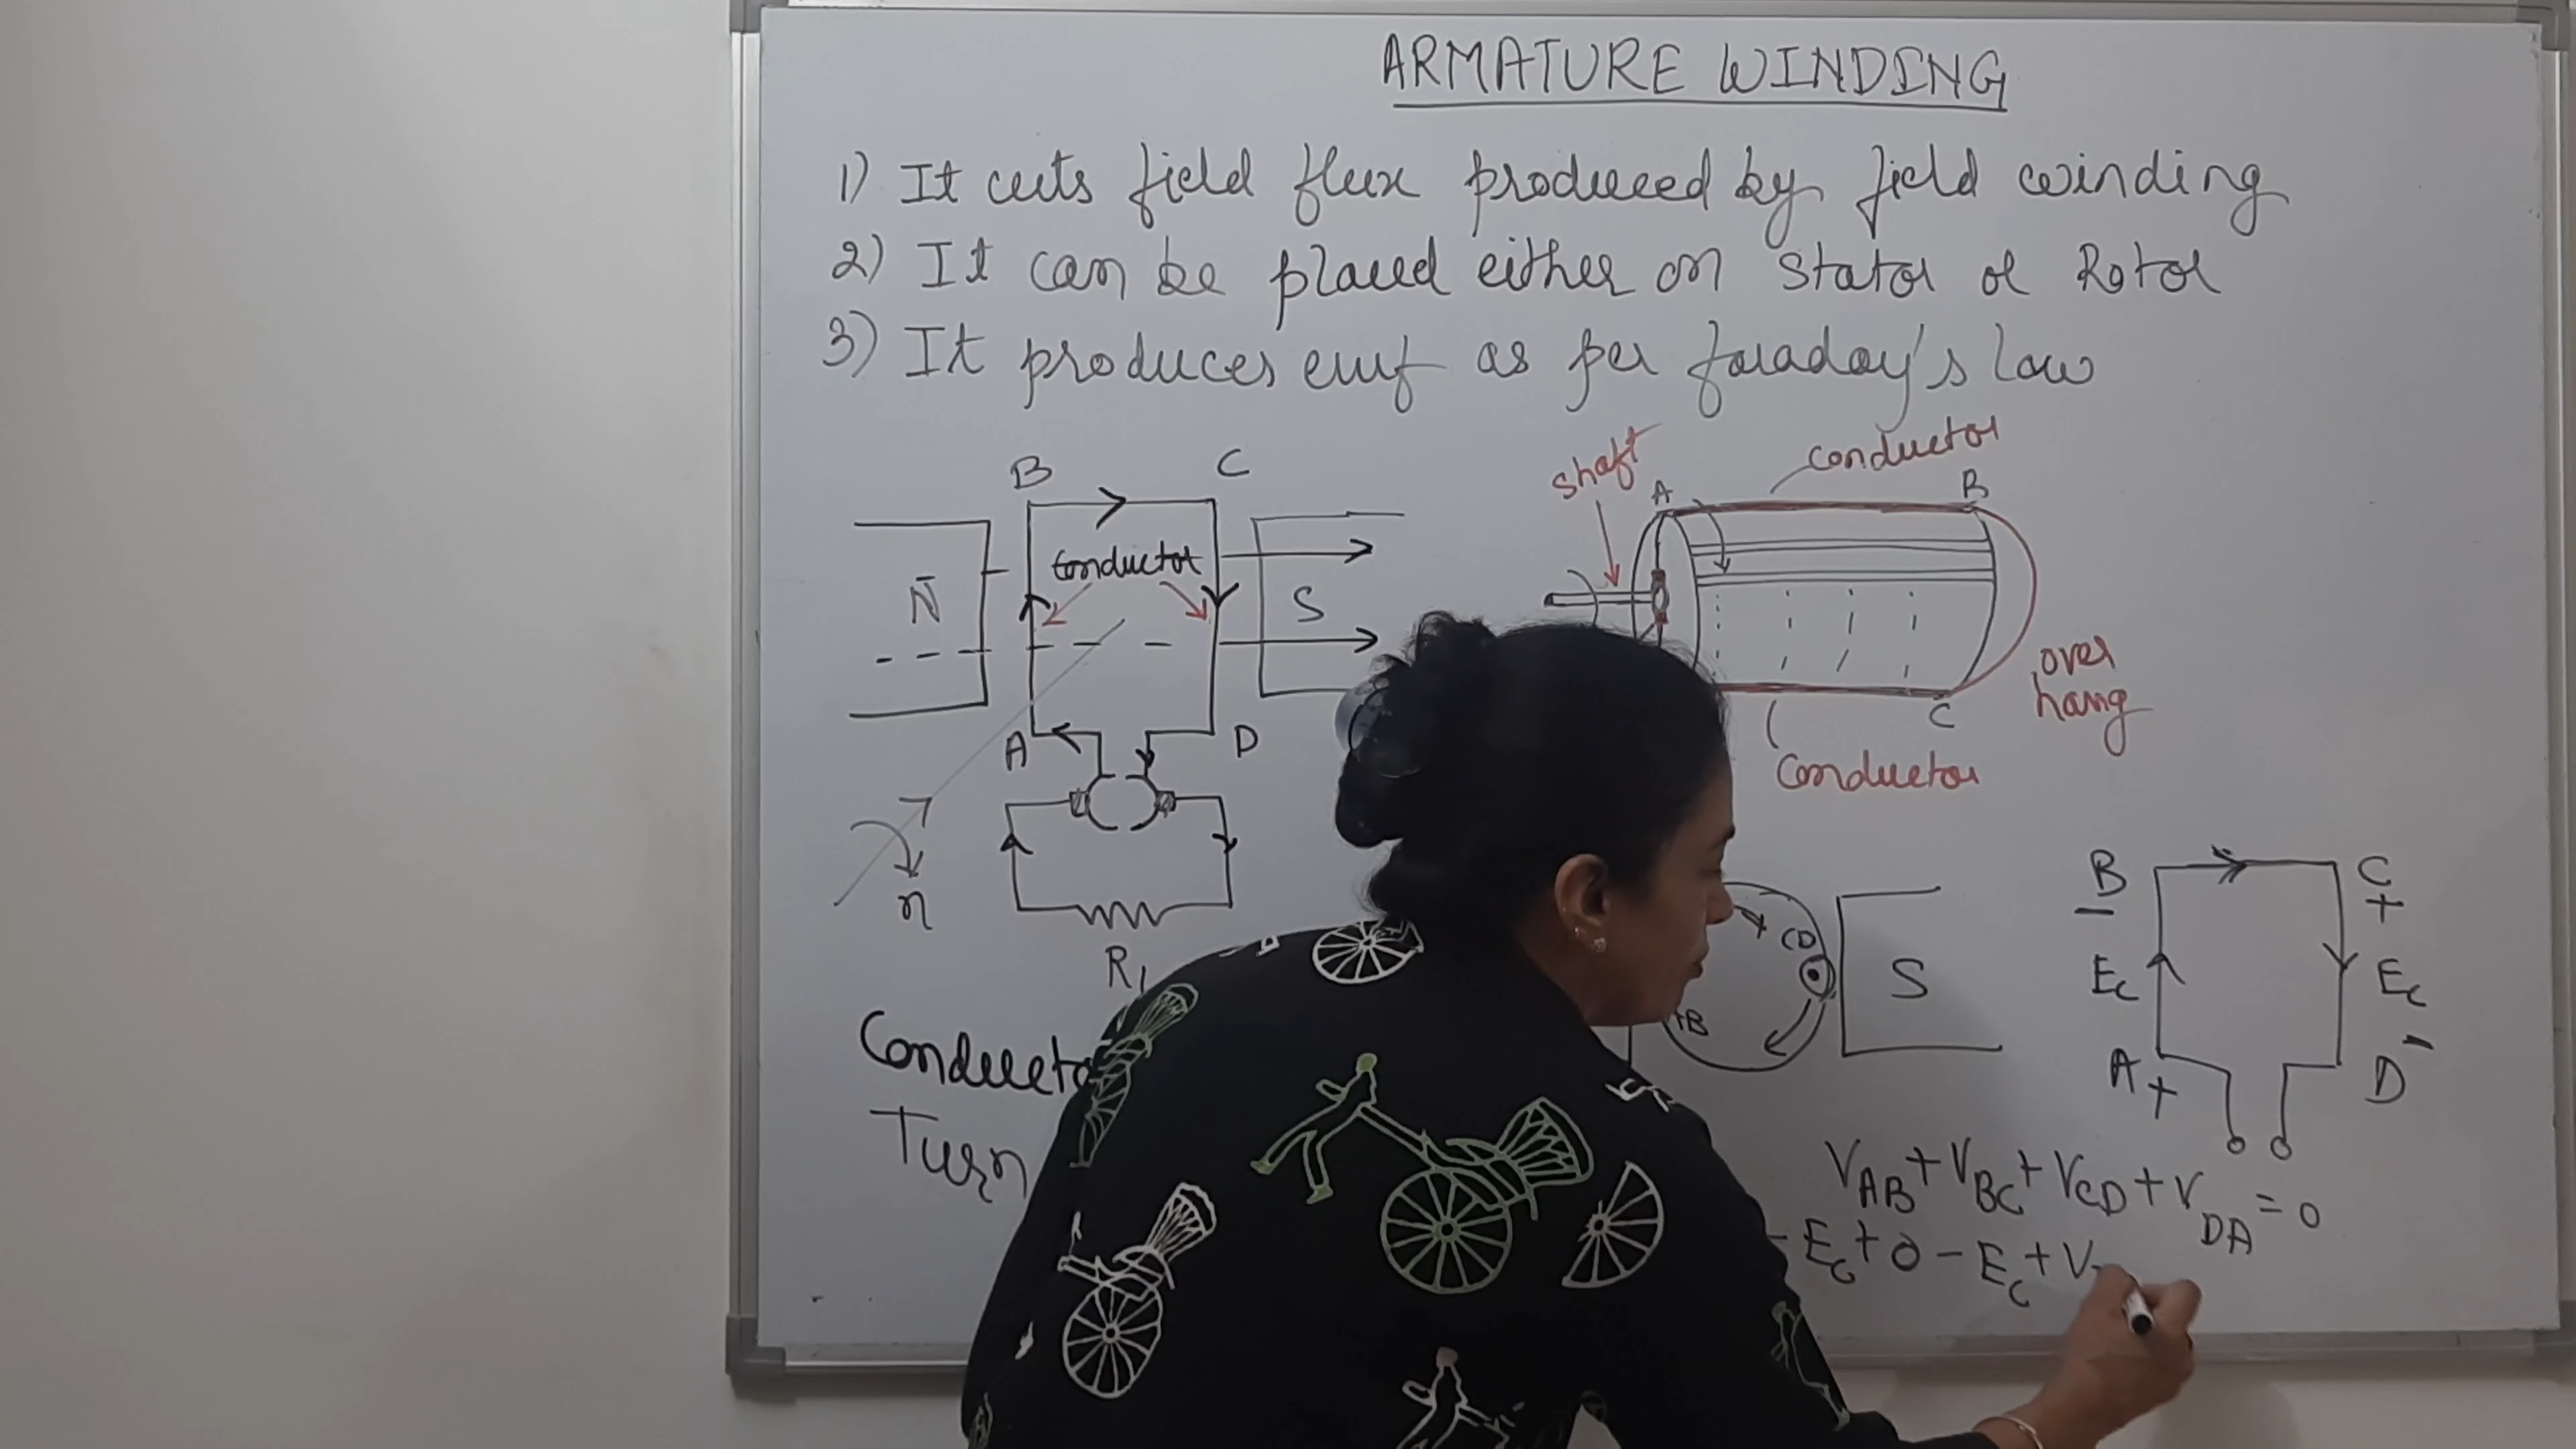 ARMATURE WINDING
1) It cuts field flux produced by field winding
2) It can be placed either on stator or Rotor
3) It produces emf as per faraday's law
B C
Conductor
N S
A D
n
R1
shaft
conductor
A B
over
hang
C
Conductor
CD
S
+B
B C
- +
Ec Ec
A + D -
Turn
VAB + VBC + VCD + VDA = 0
- Ec + 0 - Ec + V